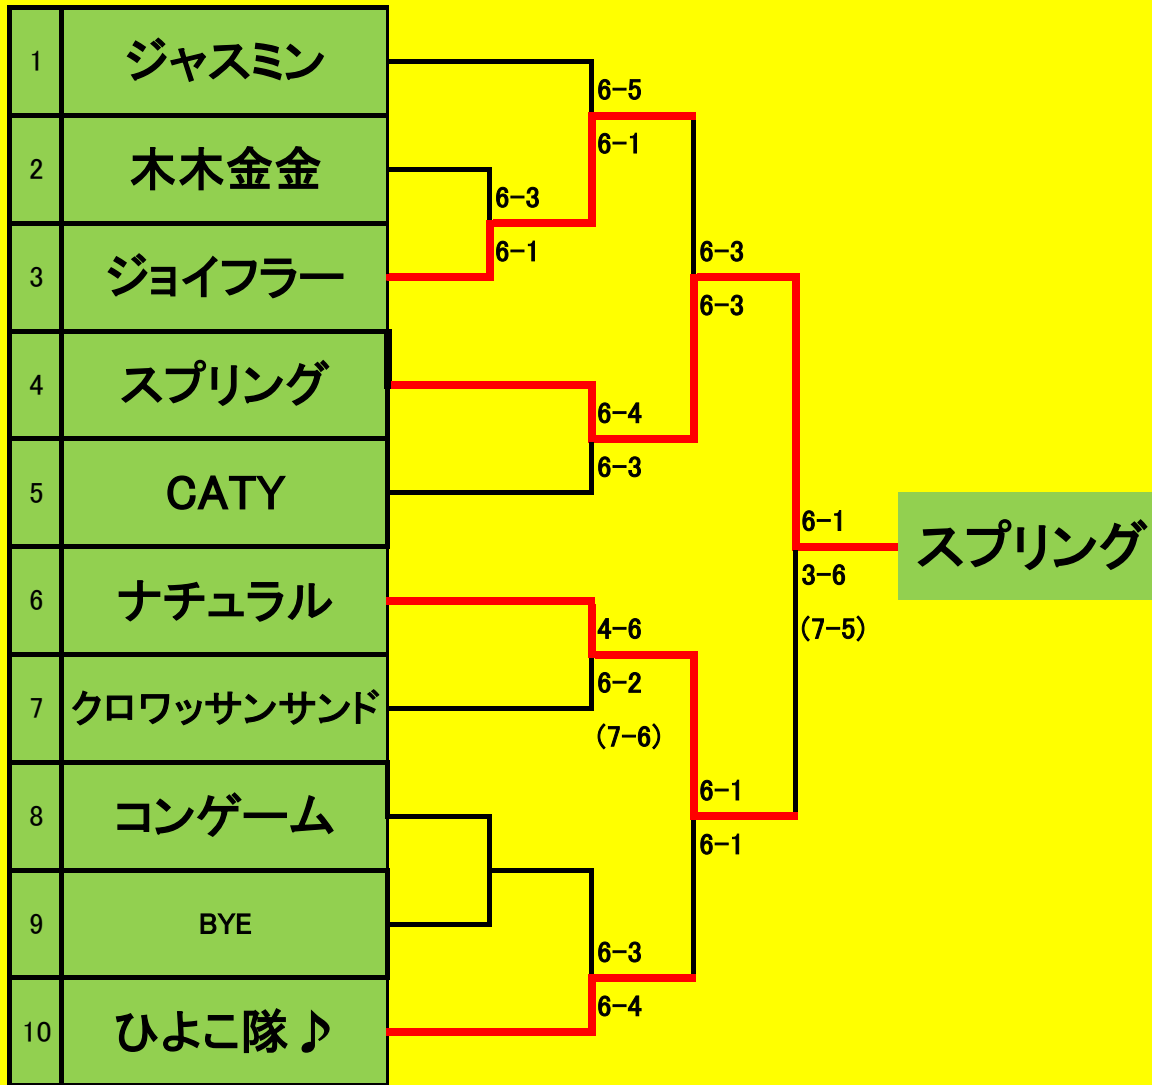 1 ジャスミン
2 木木金金
3 ジョイフラー
4 スプリング
5 CATY
6 ナチュラル
7 クロワッサンサンド
8 コンゲーム
9 BYE
10 ひよこ隊♪
6-3
6-1
6-5
6-1
6-4
6-3
4-6
6-2
(7-6)
6-3
6-4
6-3
6-3
6-1
6-1
6-1
3-6
(7-5)
スプリング